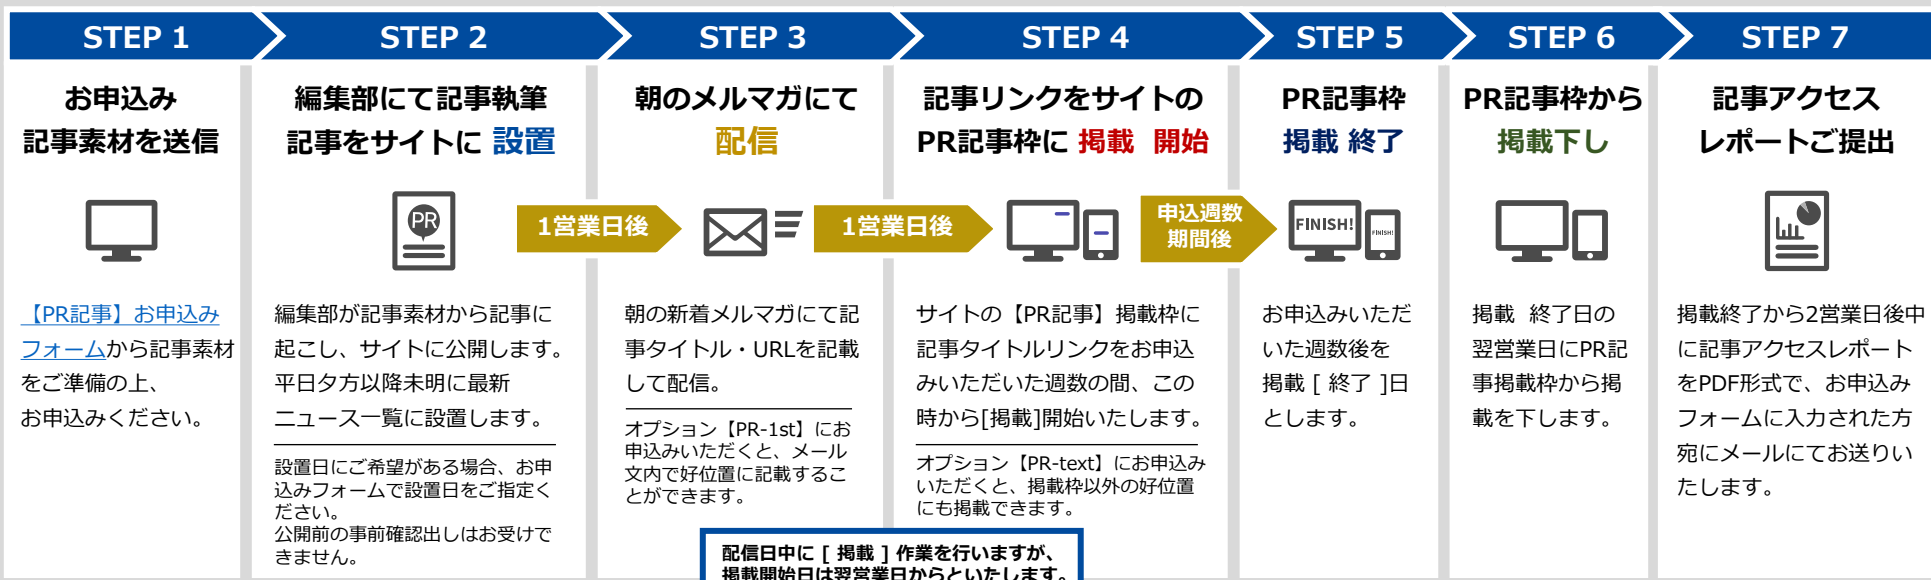 STEP 1
お申込み
記事素材を送信
【PR記事】お申込み
フォームから記事素材
をご準備の上、
お申込みください。
STEP 2
編集部にて記事執筆
記事をサイトに 設置
PR
1営業日後
編集部が記事素材から記事に
起こし、サイトに公開します。
平日夕方以降未明に最新
ニュース一覧に設置します。
設置日にご希望がある場合、お申
込みフォームで設置日をご指定く
ださい。
公開前の事前確認出しはお受けで
きません。
STEP 3
朝のメルマガにて
配信
1営業日後
朝の新着メルマガにて記
事タイトル・URLを記載
して配信。
オプション【PR-1st】にお
申込みいただくと、メール
文内で好位置に記載するこ
とができます。
STEP 4
記事リンクをサイトの
PR記事枠に 掲載 開始
申込週数
期間後
サイトの【PR記事】掲載枠に
記事タイトルリンクをお申込
みいただいた週数の間、この
時から[掲載]開始いたします。
オプション【PR-text】にお申込み
いただくと、掲載枠以外の好位置
にも掲載できます。
配信日中に [ 掲載 ] 作業を行いますが、
掲載開始日は翌営業日からといたします。
STEP 5
PR記事枠
掲載 終了
FINISH!
FINISH!
お申込みいただ
いた週数後を
掲載 [ 終了 ]日
とします。
STEP 6
PR記事枠から
掲載下し
掲載 終了日の
翌営業日にPR記
事掲載枠から掲
載を下します。
STEP 7
記事アクセス
レポートご提出
掲載終了から2営業日後中
に記事アクセスレポート
をPDF形式で、お申込み
フォームに入力された方
宛にメールにてお送りい
たします。